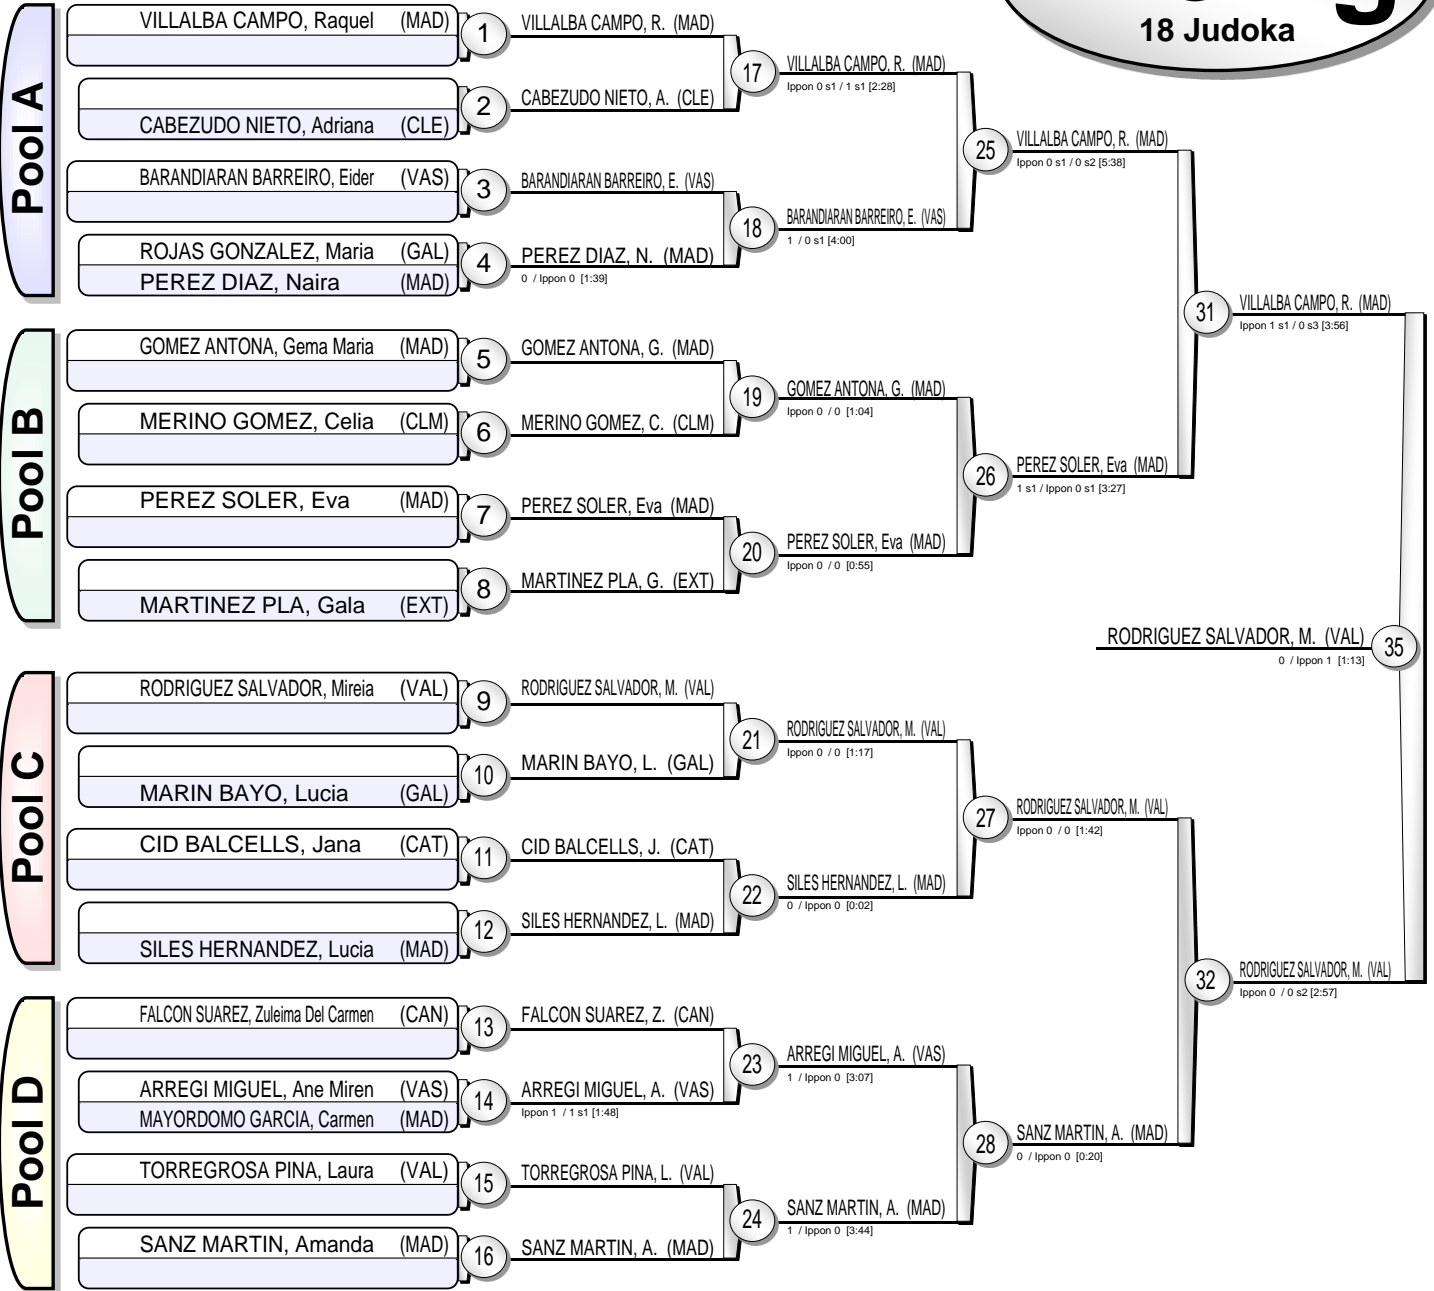 18 Judoka
Pool A
VILLALBA CAMPO, Raquel (MAD)
1
CABEZUDO NIETO, Adriana (CLE)
2
BARANDIARAN BARREIRO, Eider (VAS)
3
ROJAS GONZALEZ, Maria (GAL)
PEREZ DIAZ, Naira (MAD)
4
Pool B
GOMEZ ANTONA, Gema Maria (MAD)
5
MERINO GOMEZ, Celia (CLM)
6
PEREZ SOLER, Eva (MAD)
7
MARTINEZ PLA, Gala (EXT)
8
Pool C
RODRIGUEZ SALVADOR, Mireia (VAL)
9
MARIN BAYO, Lucia (GAL)
10
CID BALCELLS, Jana (CAT)
11
SILES HERNANDEZ, Lucia (MAD)
12
Pool D
FALCON SUAREZ, Zuleima Del Carmen (CAN)
13
ARREGI MIGUEL, Ane Miren (VAS)
MAYORDOMO GARCIA, Carmen (MAD)
14
TORREGROSA PINA, Laura (VAL)
15
SANZ MARTIN, Amanda (MAD)
16
VILLALBA CAMPO, R. (MAD)
17
CABEZUDO NIETO, A. (CLE)
BARANDIARAN BARREIRO, E. (VAS)
18
PEREZ DIAZ, N. (MAD)
0 / Ippon 0 [1:39]
GOMEZ ANTONA, G. (MAD)
19
MERINO GOMEZ, C. (CLM)
PEREZ SOLER, Eva (MAD)
20
MARTINEZ PLA, G. (EXT)
RODRIGUEZ SALVADOR, M. (VAL)
21
MARIN BAYO, L. (GAL)
CID BALCELLS, J. (CAT)
22
SILES HERNANDEZ, L. (MAD)
FALCON SUAREZ, Z. (CAN)
23
ARREGI MIGUEL, A. (VAS)
Ippon 1 / 1 s1 [1:48]
TORREGROSA PINA, L. (VAL)
24
SANZ MARTIN, A. (MAD)
VILLALBA CAMPO, R. (MAD)
Ippon 0 s1 / 1 s1 [2:28]
25
BARANDIARAN BARREIRO, E. (VAS)
1 / 0 s1 [4:00]
GOMEZ ANTONA, G. (MAD)
Ippon 0 / 0 [1:04]
26
PEREZ SOLER, Eva (MAD)
Ippon 0 / 0 [0:55]
RODRIGUEZ SALVADOR, M. (VAL)
Ippon 0 / 0 [1:17]
27
SILES HERNANDEZ, L. (MAD)
0 / Ippon 0 [0:02]
ARREGI MIGUEL, A. (VAS)
1 / Ippon 0 [3:07]
28
SANZ MARTIN, A. (MAD)
1 / Ippon 0 [3:44]
VILLALBA CAMPO, R. (MAD)
Ippon 0 s1 / 0 s2 [5:38]
31
PEREZ SOLER, Eva (MAD)
1 s1 / Ippon 0 s1 [3:27]
RODRIGUEZ SALVADOR, M. (VAL)
Ippon 0 / 0 [1:42]
32
SANZ MARTIN, A. (MAD)
0 / Ippon 0 [0:20]
VILLALBA CAMPO, R. (MAD)
Ippon 1 s1 / 0 s3 [3:56]
RODRIGUEZ SALVADOR, M. (VAL)
0 / Ippon 1 [1:13]
35
RODRIGUEZ SALVADOR, M. (VAL)
Ippon 0 / 0 s2 [2:57]